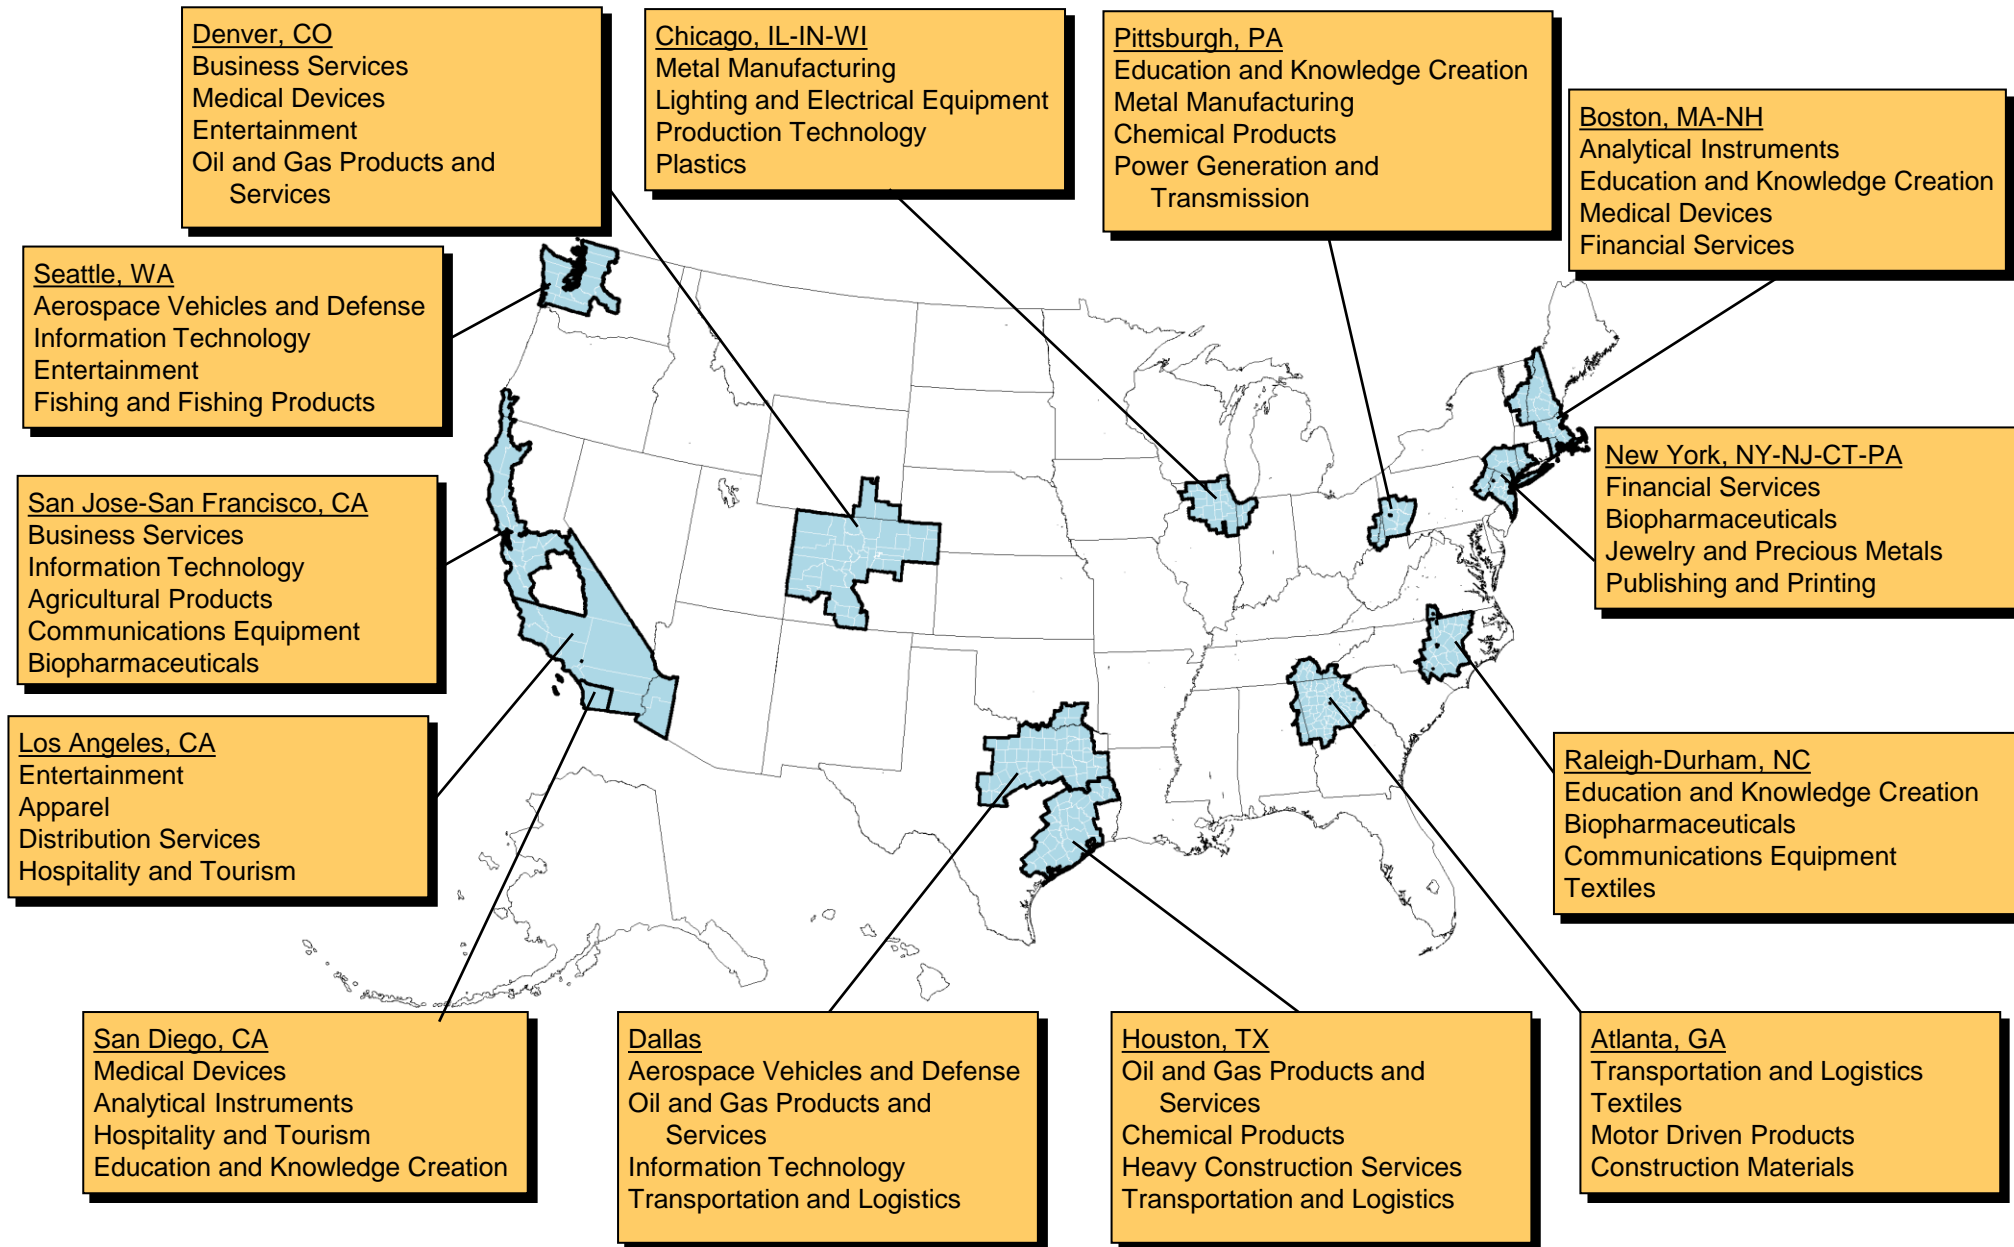 Denver, CO
Business Services
Medical Devices
Entertainment
Oil and Gas Products and
Services
Chicago, IL-IN-WI
Metal Manufacturing
Lighting and Electrical Equipment
Production Technology
Plastics
Pittsburgh, PA
Education and Knowledge Creation
Metal Manufacturing
Chemical Products
Power Generation and
Transmission
Boston, MA-NH
Analytical Instruments
Education and Knowledge Creation
Medical Devices
Financial Services
Seattle, WA
Aerospace Vehicles and Defense
Information Technology
Entertainment
Fishing and Fishing Products
New York, NY-NJ-CT-PA
Financial Services
Biopharmaceuticals
Jewelry and Precious Metals
Publishing and Printing
San Jose-San Francisco, CA
Business Services
Information Technology
Agricultural Products
Communications Equipment
Biopharmaceuticals
Los Angeles, CA
Entertainment
Apparel
Distribution Services
Hospitality and Tourism
Raleigh-Durham, NC
Education and Knowledge Creation
Biopharmaceuticals
Communications Equipment
Textiles
San Diego, CA
Medical Devices
Analytical Instruments
Hospitality and Tourism
Education and Knowledge Creation
Dallas
Aerospace Vehicles and Defense
Oil and Gas Products and
Services
Information Technology
Transportation and Logistics
Houston, TX
Oil and Gas Products and
Services
Chemical Products
Heavy Construction Services
Transportation and Logistics
Atlanta, GA
Transportation and Logistics
Textiles
Motor Driven Products
Construction Materials